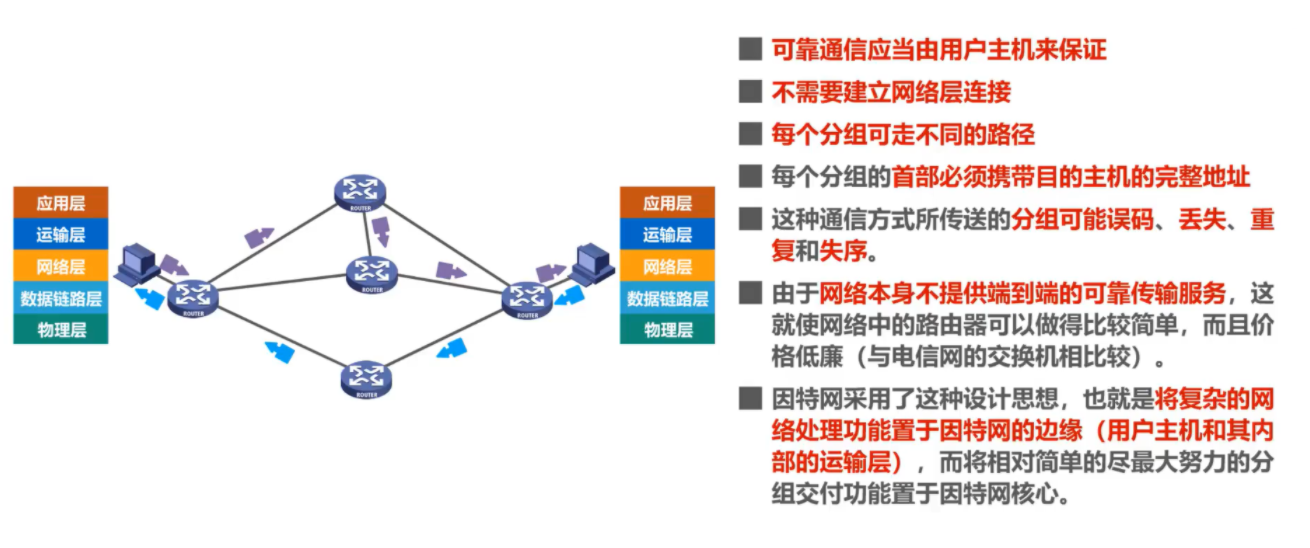 应用层
运输层
网络层
数据链路层
物理层
ROUTER
ROUTER
ROUTER
ROUTER
ROUTER
应用层
运输层
网络层
数据链路层
物理层
可靠通信应当由用户主机来保证
不需要建立网络层连接
每个分组可走不同的路径
每个分组的首部必须携带目的主机的完整地址
这种通信方式所传送的分组可能误码、丢失、重
复和失序。
由于网络本身不提供端到端的可靠传输服务，这
就使网络中的路由器可以做得比较简单，而且价
格低廉（与电信网的交换机相比较）。
因特网采用了这种设计思想，也就是将复杂的网
络处理功能置于因特网的边缘（用户主机和其内
部的运输层），而将相对简单的尽最大努力的分
组交付功能置于因特网核心。